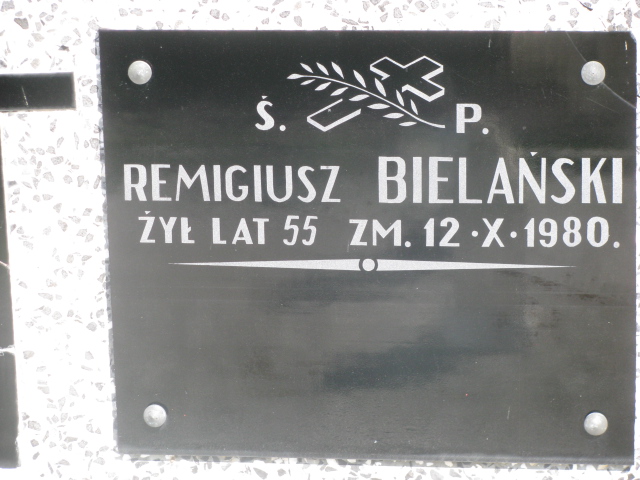 Ś. P.
REMIGIUSZ BIELAŃSKI
ŻYŁ LAT 55 ZM. 12·X·1980.